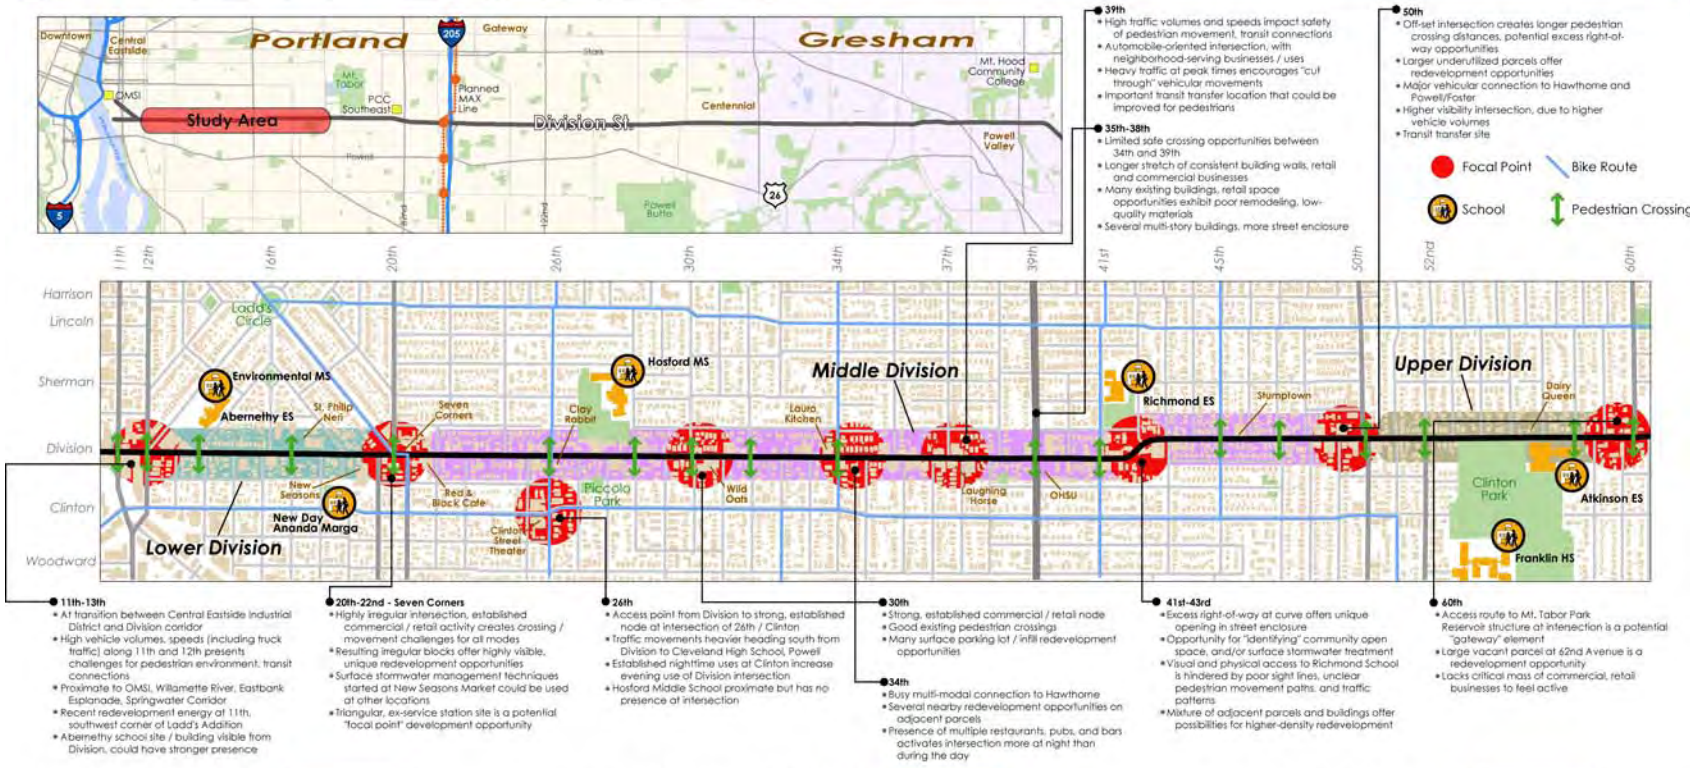 Downtown
Central
Eastside
Portland
205
Gateway
Stark
Gresham
Mt. Hood
Community
College
OMSI
Mt.
Tabor
PCC
Southeast
Planned
MAX
Line
Centennial
Study Area
Division St.
Powell
Valley
Powell
Powell
Butte
26
5
82nd
122nd
39th
• High traffic volumes and speeds impact safety
of pedestrian movement, transit connections
• Automobile-oriented intersection, with
neighborhood-serving businesses / uses
• Heavy traffic at peak times encourages "cut
through" vehicular movements
• Important transit transfer location that could be
improved for pedestrians
35th-38th
• Limited safe crossing opportunities between
34th and 39th
• Longer stretch of consistent building walls, retail
and commercial businesses
• Many existing buildings, retail space
opportunities exhibit poor remodeling, low-
quality materials
• Several multi-story buildings, more street enclosure
50th
• Off-set intersection creates longer pedestrian
crossing distances, potential excess right-of-
way opportunities
• Larger underutilized parcels offer
redevelopment opportunities
• Major vehicular connection to Hawthorne and
Powell/Foster
• Higher visibility intersection, due to higher
vehicle volumes
• Transit transfer site
Focal Point
Bike Route
School
Pedestrian Crossing
11th
12th
16th
20th
26th
30th
34th
37th
39th
41st
45th
50th
52nd
60th
Harrison
Lincoln
Sherman
Division
Clinton
Woodward
Ladd's
Circle
Environmental MS
Abernethy ES
St. Philip
Neri
Seven
Corners
Clay
Rabbit
Hosford MS
Middle Division
Lauro
Kitchen
Richmond ES
Stumptown
Upper Division
Dairy
Queen
New
Seasons
New Day
Ananda Marga
Red &
Black Cafe
Clinton
Street
Theater
Piccolo
Park
Wild
Oats
Laughing
Horse
OHSU
Clinton
Park
Atkinson ES
Franklin HS
Lower Division
11th-13th
• At transition between Central Eastside Industrial
District and Division corridor
• High vehicle volumes, speeds (including truck
traffic) along 11th and 12th presents
challenges for pedestrian environment, transit
connections
• Proximate to OMSI, Willamette River, Eastbank
Esplanade, Springwater Corridor
• Recent redevelopment energy at 11th,
southwest corner of Ladd's Addition
• Abernethy school site / building visible from
Division, could have stronger presence
20th-22nd - Seven Corners
• Highly irregular intersection, established
commercial / retail activity creates crossing /
movement challenges for all modes
• Resulting irregular blocks offer highly visible,
unique redevelopment opportunities
• Surface stormwater management techniques
started at New Seasons Market could be used
at other locations
• Triangular, ex-service station site is a potential
"focal point" development opportunity
26th
• Access point from Division to strong, established
node at intersection of 26th / Clinton
• Traffic movements heavier heading south from
Division to Cleveland High School, Powell
• Established nighttime uses at Clinton increase
evening use of Division intersection
• Hosford Middle School proximate but has no
presence at intersection
30th
• Strong, established commercial / retail node
• Good existing pedestrian crossings
• Many surface parking lot / infill redevelopment
opportunities
34th
• Busy multi-modal connection to Hawthorne
• Several nearby redevelopment opportunities on
adjacent parcels
• Presence of multiple restaurants, pubs, and bars
activates intersection more at night than
during the day
41st-43rd
• Excess right-of-way at curve offers unique
opening in street enclosure
• Opportunity for "identifying" community open
space, and/or surface stormwater treatment
• Visual and physical access to Richmond School
is hindered by poor sight lines, unclear
pedestrian movement paths, and traffic
patterns
• Mixture of adjacent parcels and buildings offer
possibilities for higher-density redevelopment
60th
• Access route to Mt. Tabor Park
Reservoir structure at intersection is a potential
"gateway" element
• Large vacant parcel at 62nd Avenue is a
redevelopment opportunity
• Lacks critical mass of commercial, retail
businesses to feel active